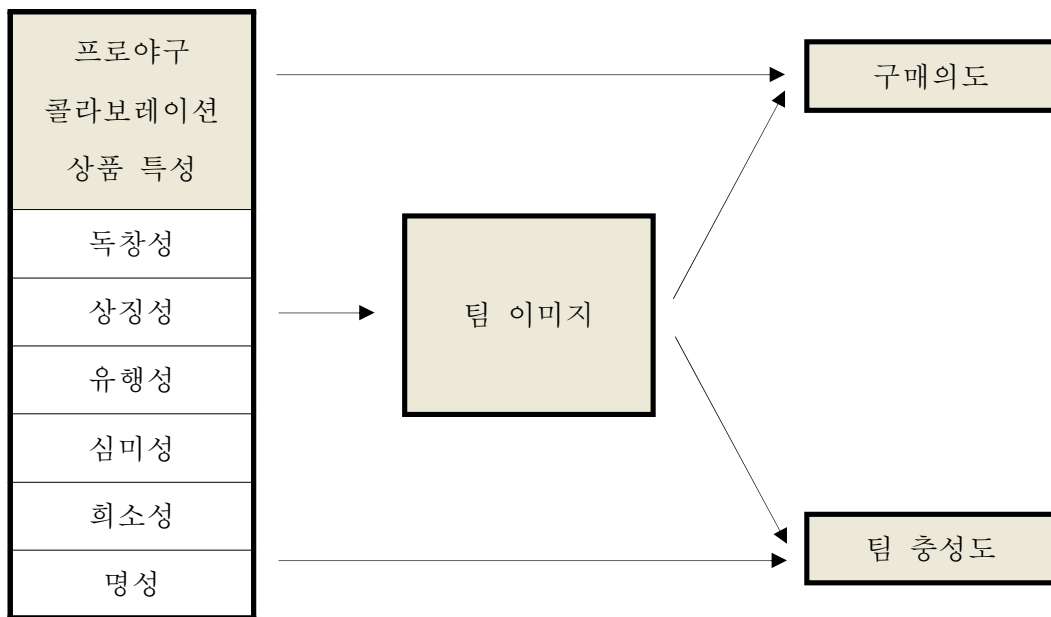 프로야구
콜라보레이션
상품 특성
독창성
상징성
유행성
심미성
희소성
명성
팀 이미지
구매의도
팀 충성도